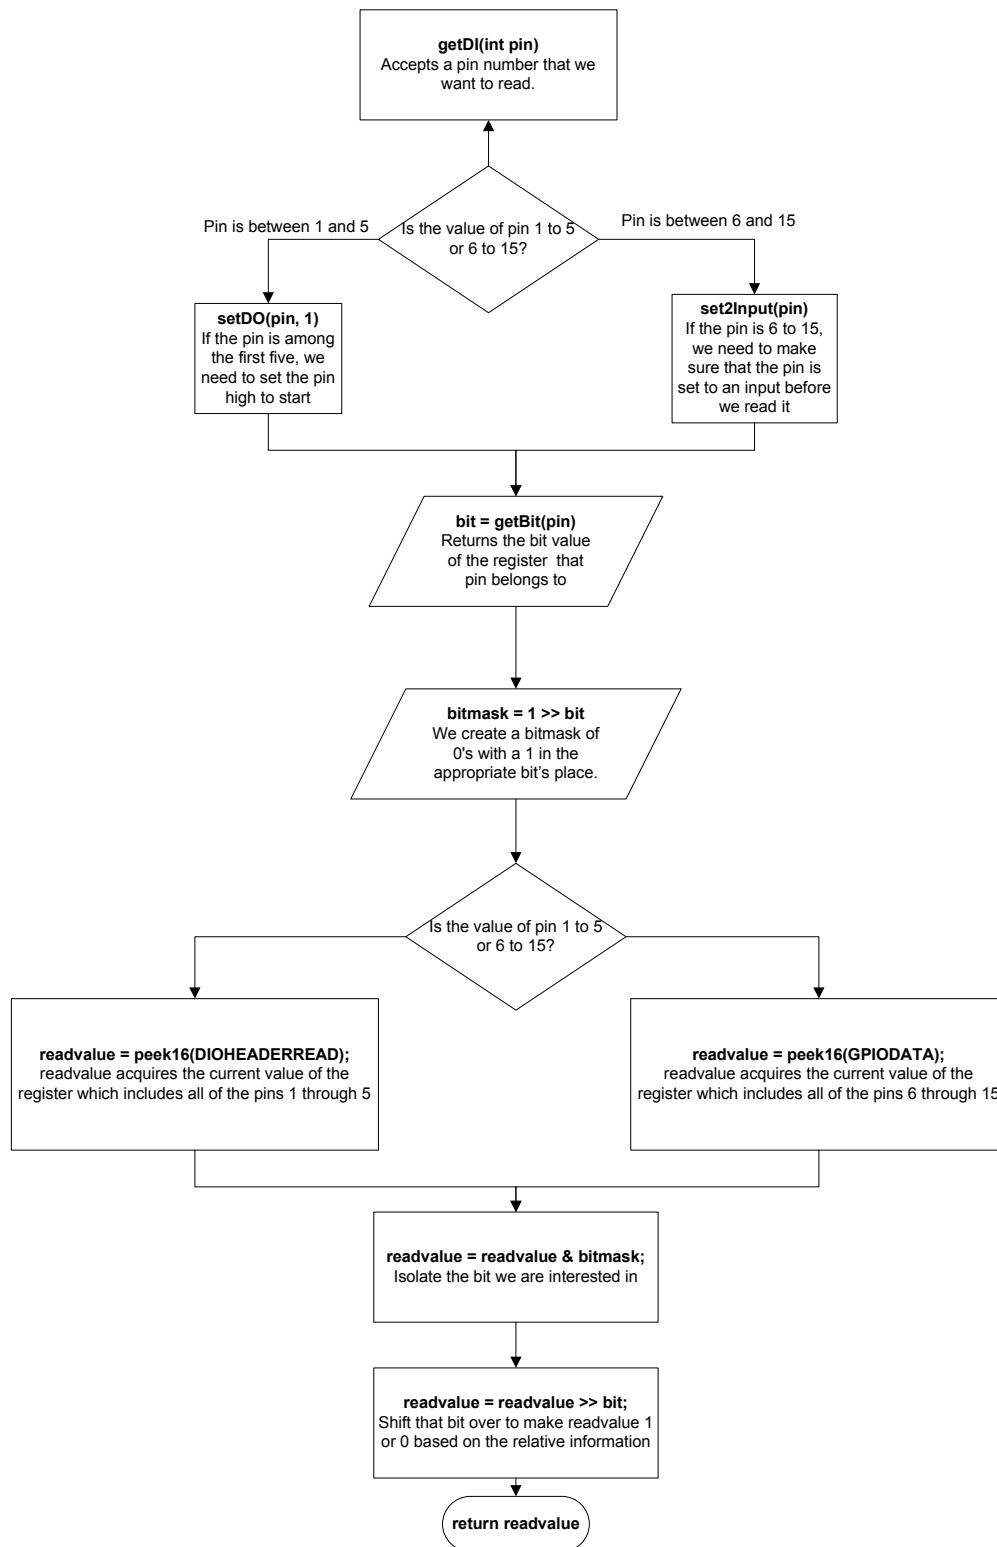 getDI(int pin)
Accepts a pin number that we
want to read.
Is the value of pin 1 to 5
or 6 to 15?
Pin is between 1 and 5
Pin is between 6 and 15
setDO(pin, 1)
If the pin is among
the first five, we
need to set the pin
high to start
set2Input(pin)
If the pin is 6 to 15,
we need to make
sure that the pin is
set to an input before
we read it
bit = getBit(pin)
Returns the bit value
of the register that
pin belongs to
bitmask = 1 >> bit
We create a bitmask of
0's with a 1 in the
appropriate bit's place.
Is the value of pin 1 to 5
or 6 to 15?
readvalue = peek16(DIOHEADERREAD);
readvalue acquires the current value of the
register which includes all of the pins 1 through 5
readvalue = peek16(GPIODATA);
readvalue acquires the current value of the
register which includes all of the pins 6 through 15
readvalue = readvalue & bitmask;
Isolate the bit we are interested in
readvalue = readvalue >> bit;
Shift that bit over to make readvalue 1
or 0 based on the relative information
return readvalue